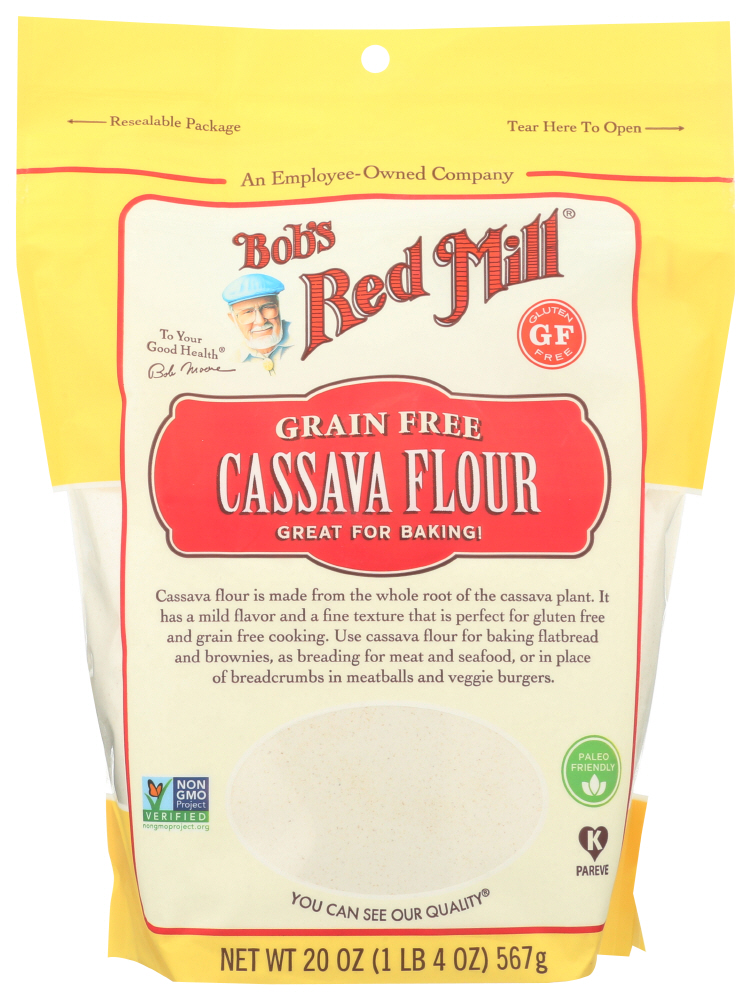 Resealable Package
Tear Here To Open
An Employee-Owned Company
Bob's
Red Mill®
To Your
Good Health®
Bob Moore
GLUTEN
GF
FREE
GRAIN FREE
CASSAVA FLOUR
GREAT FOR BAKING!
Cassava flour is made from the whole root of the cassava plant. It
has a mild flavor and a fine texture that is perfect for gluten free
and grain free cooking. Use cassava flour for baking flatbread
and brownies, as breading for meat and seafood, or in place
of breadcrumbs in meatballs and veggie burgers.
NON
GMO
Project
VERIFIED
nongmoproject.org
PALEO
FRIENDLY
K
PAREVE
YOU CAN SEE OUR QUALITY®
NET WT 20 OZ (1 LB 4 OZ) 567g